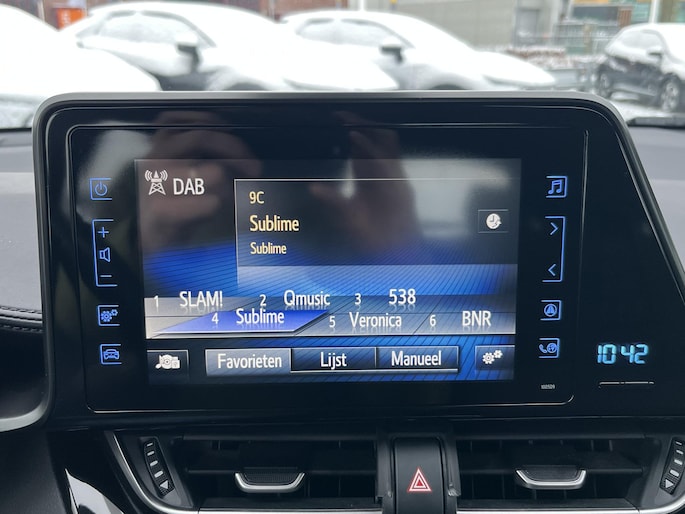 DAB
9C
Sublime
Sublime
1 SLAM! 2 Qmusic 3 538
4 Sublime 5 Veronica 6 BNR
Favorieten Lijst Manueel
10:42